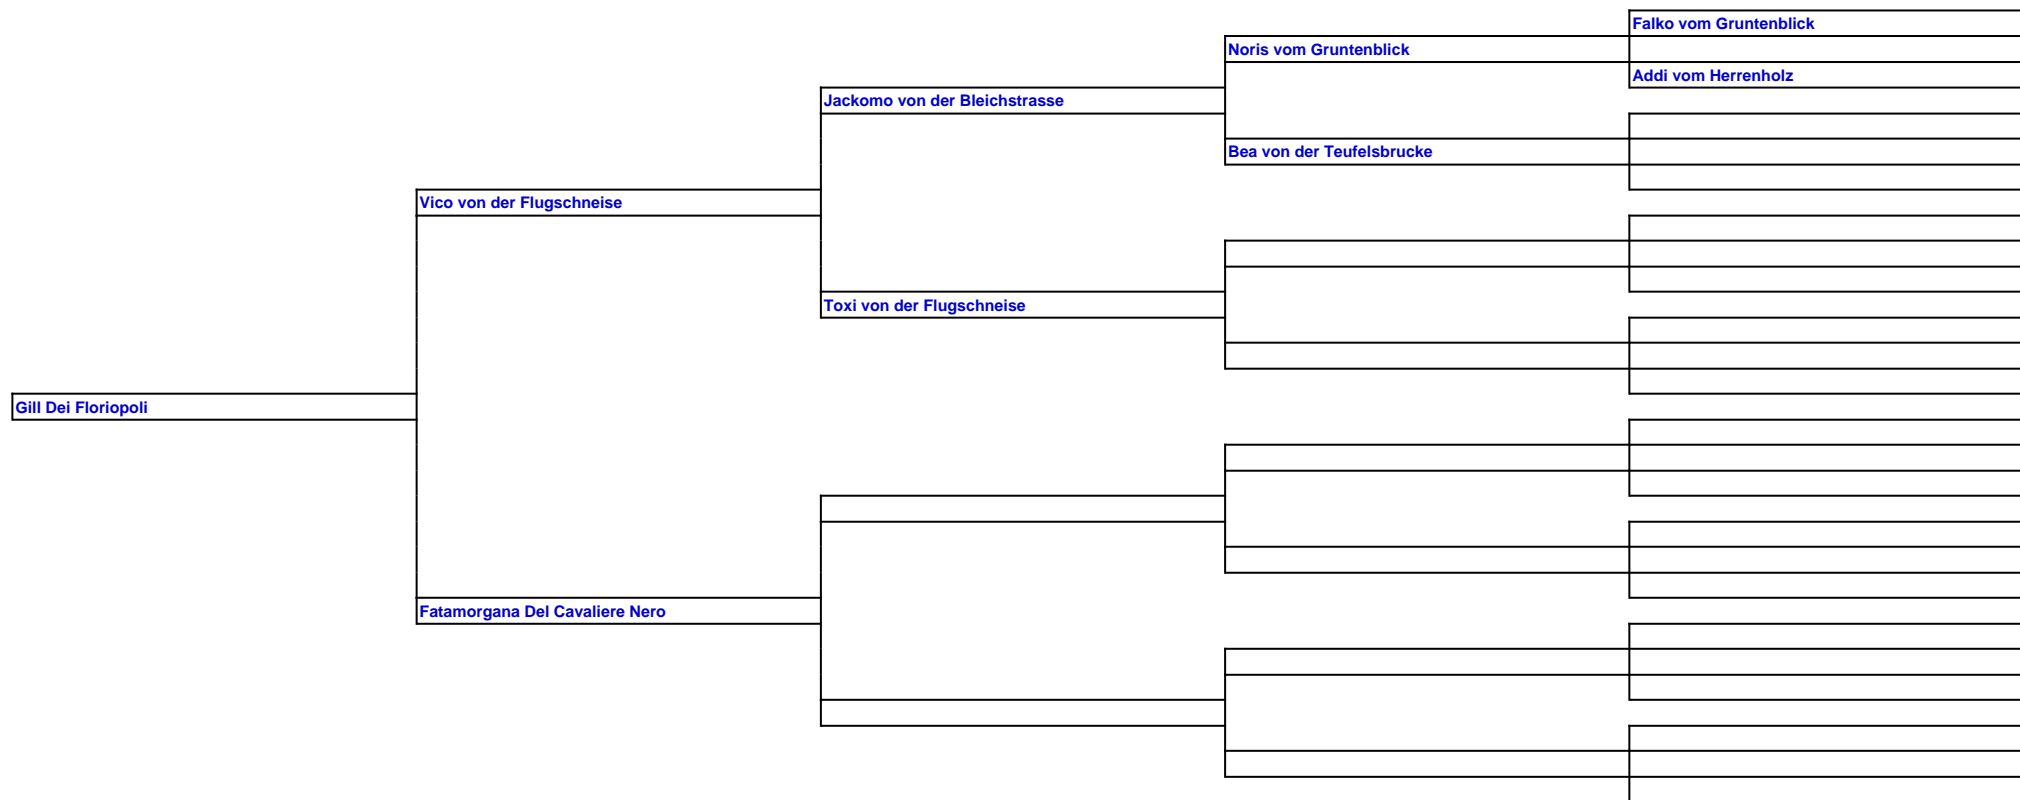 Falko vom Gruntenblick
Noris vom Gruntenblick
Addi vom Herrenholz
Jackomo von der Bleichstrasse
Bea von der Teufelsbrucke
Vico von der Flugschneise
Toxi von der Flugschneise
Gill Dei Floriopoli
Fatamorgana Del Cavaliere Nero